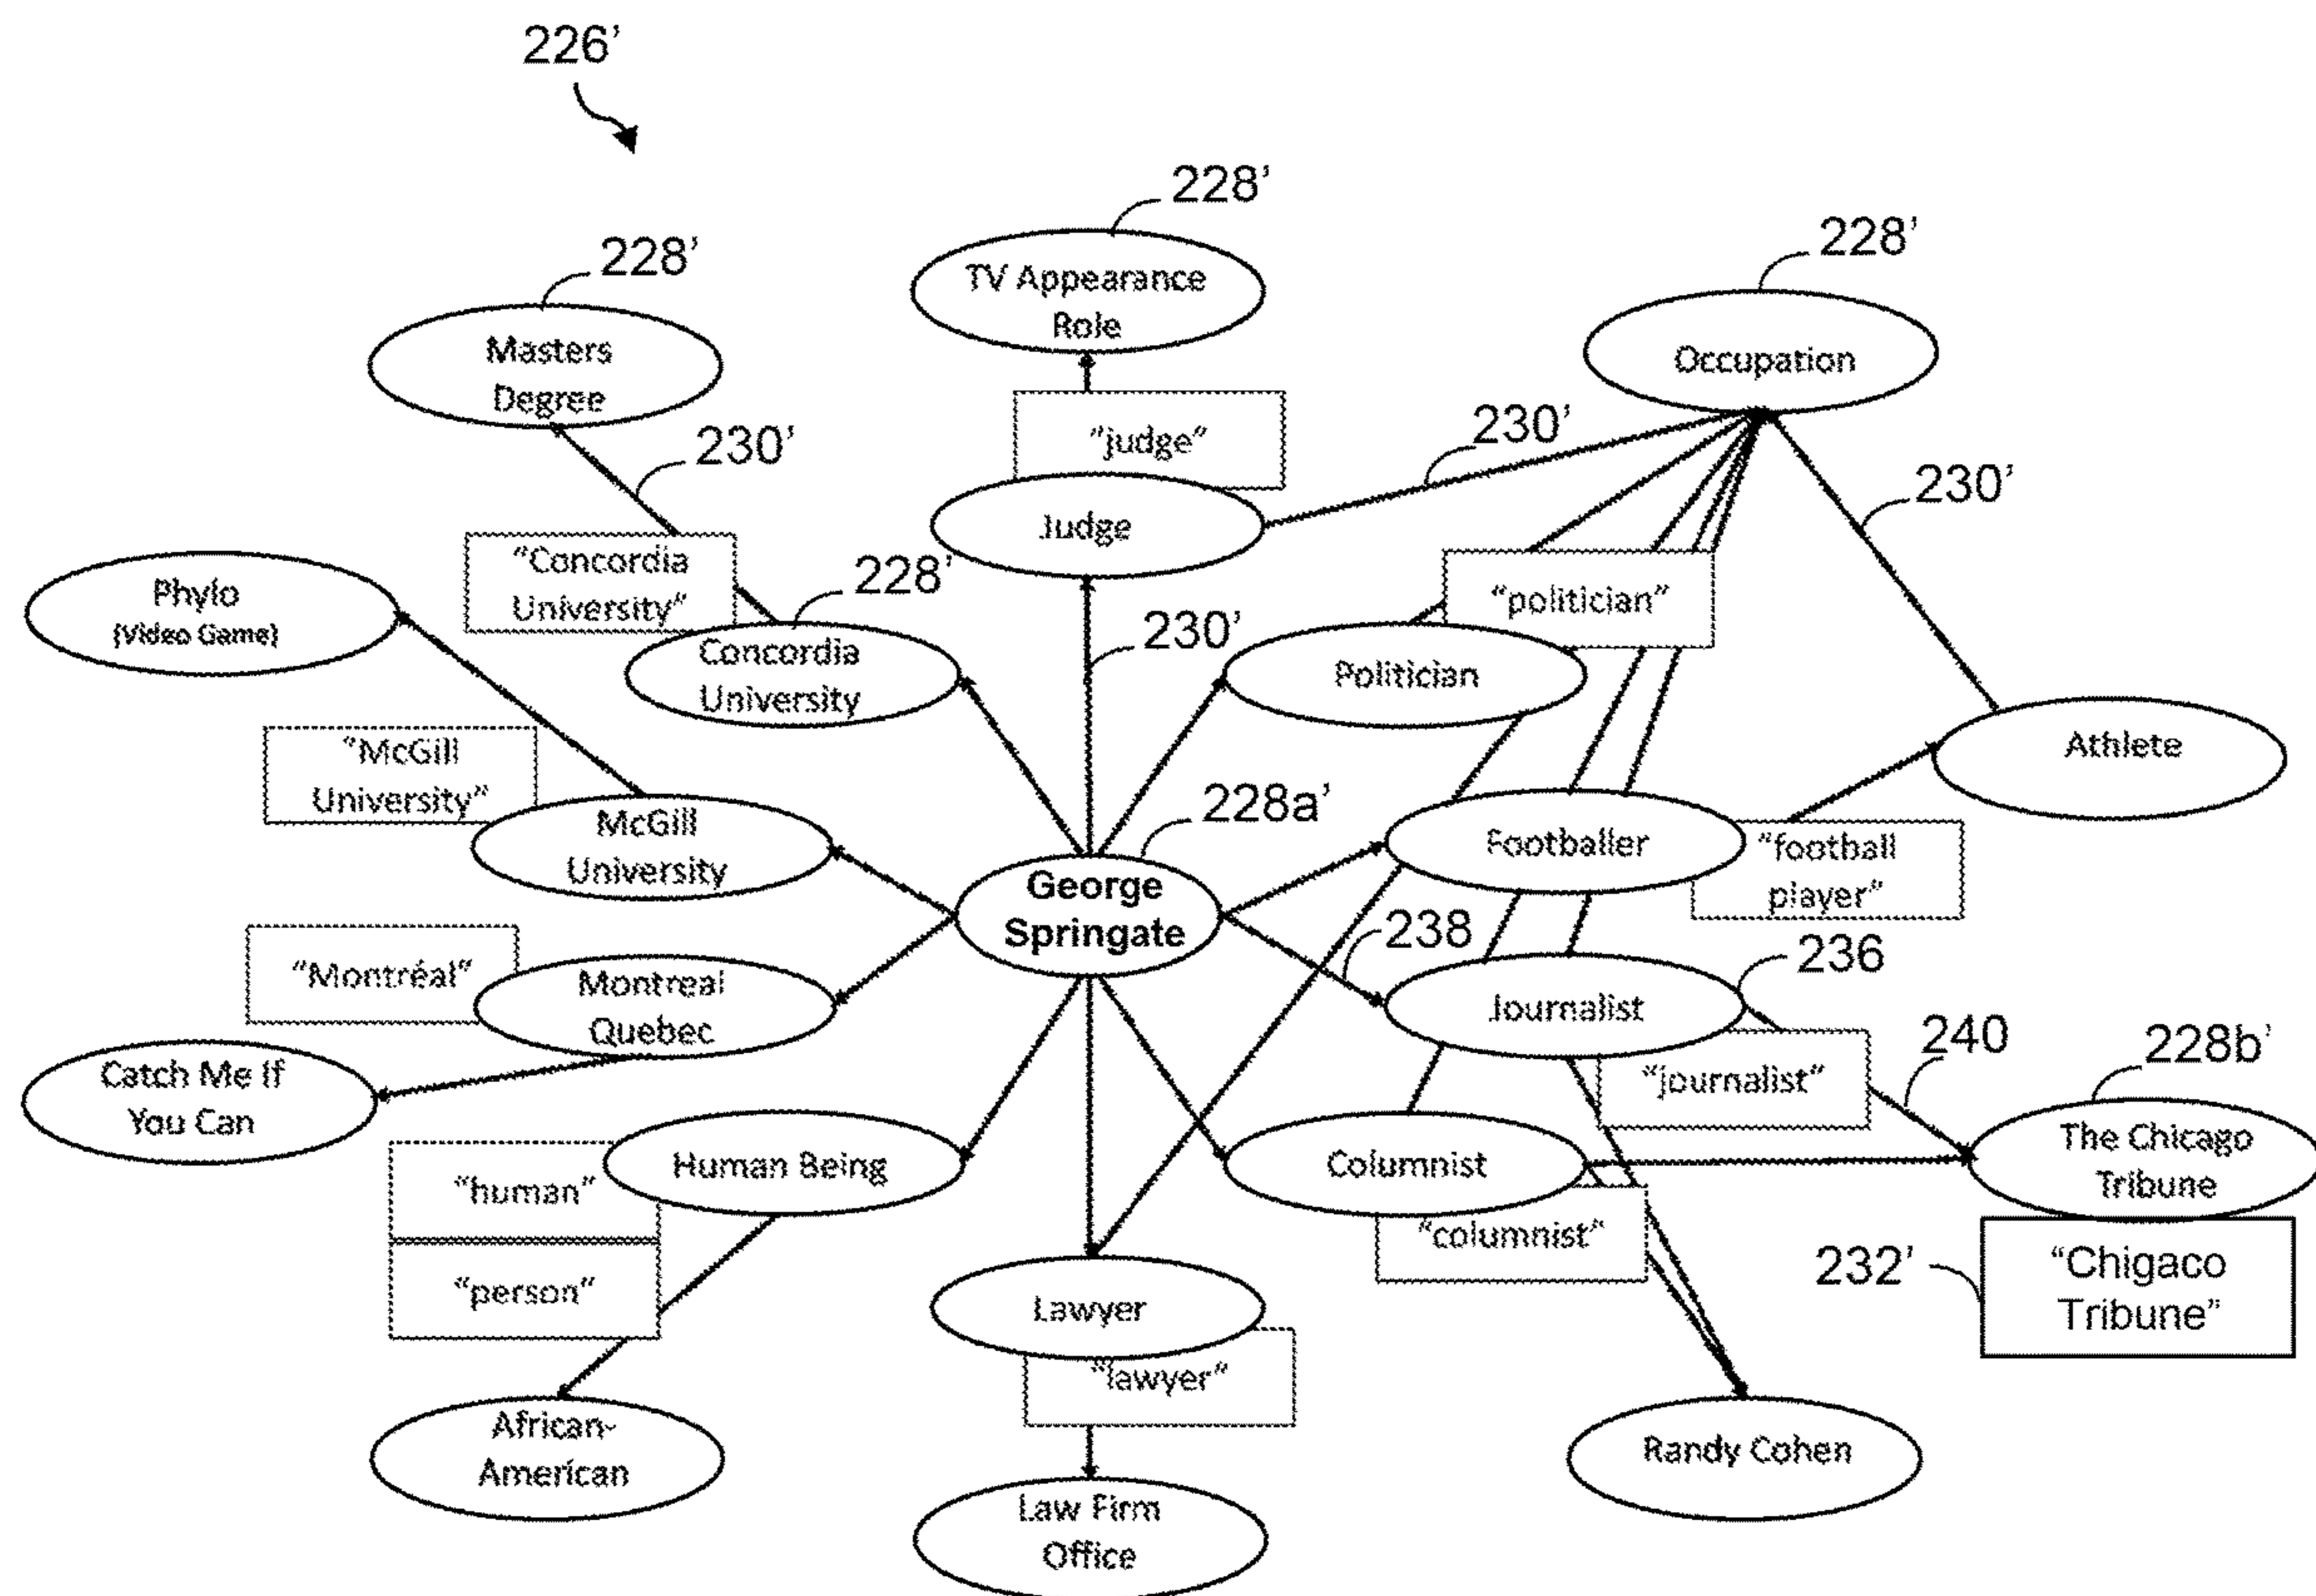 226’
228’
228’
228’
TV Appearance
Role
Masters
Degree
Occupation
230’
“judge”
230’
230’
Judge
“Concordia
University”
228’
Phylo
(Video Game)
“politician”
230’
Concordia
University
Politician
“McGill
University”
Athlete
228a’
McGill
University
Footballer
“football
player”
George
Springate
238
236
“Montréal”
Montreal
Quebec
Journalist
240
228b’
Catch Me If
You Can
“journalist”
“human”
Human Being
Columnist
The Chicago
Tribune
“person”
“columnist”
232’
“Chigaco
Tribune”
Lawyer
“lawyer”
African-
American
Randy Cohen
Law Firm
Office